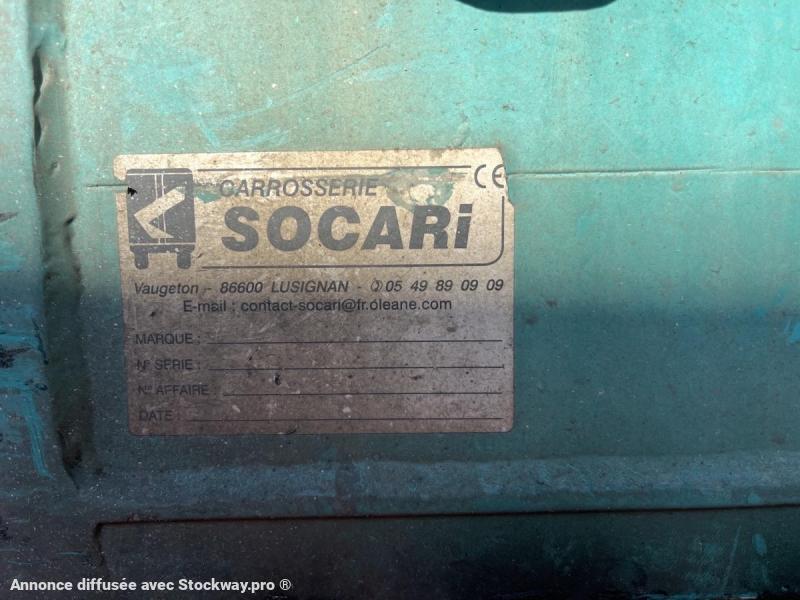 CARROSSERIE
CE
SOCARi
Vaugeton - 86600 LUSIGNAN - 05 49 89 09 09
E-mail : contact-socari@fr.oleane.com
MARQUE :
N° SERIE :
N° AFFAIRE :
DATE :
Annonce diffusée avec Stockway.pro ®